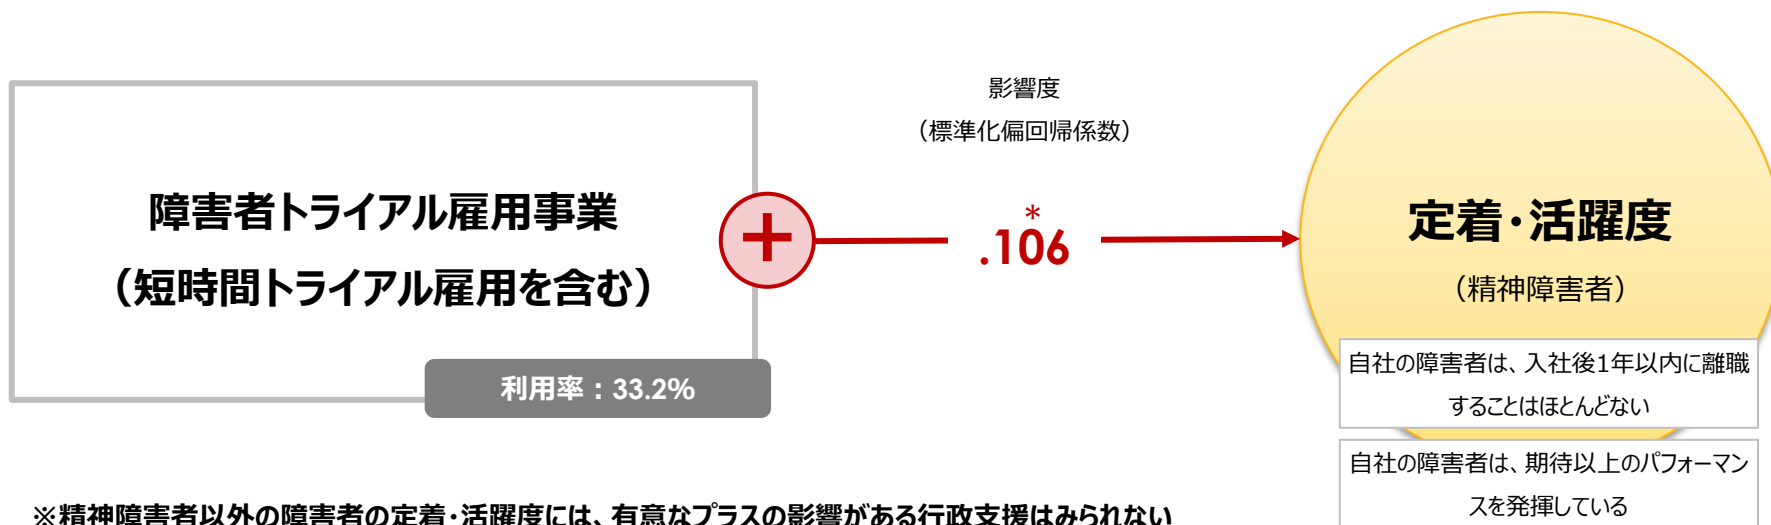 影響度
（標準化偏回帰係数）
障害者トライアル雇用事業
（短時間トライアル雇用を含む）
利用率：33.2%
+
*
.106
定着・活躍度
（精神障害者）
自社の障害者は、入社後1年以内に離職
することはほとんどない
自社の障害者は、期待以上のパフォーマン
スを発揮している
※精神障害者以外の障害者の定着・活躍度には、有意なプラスの影響がある行政支援はみられない